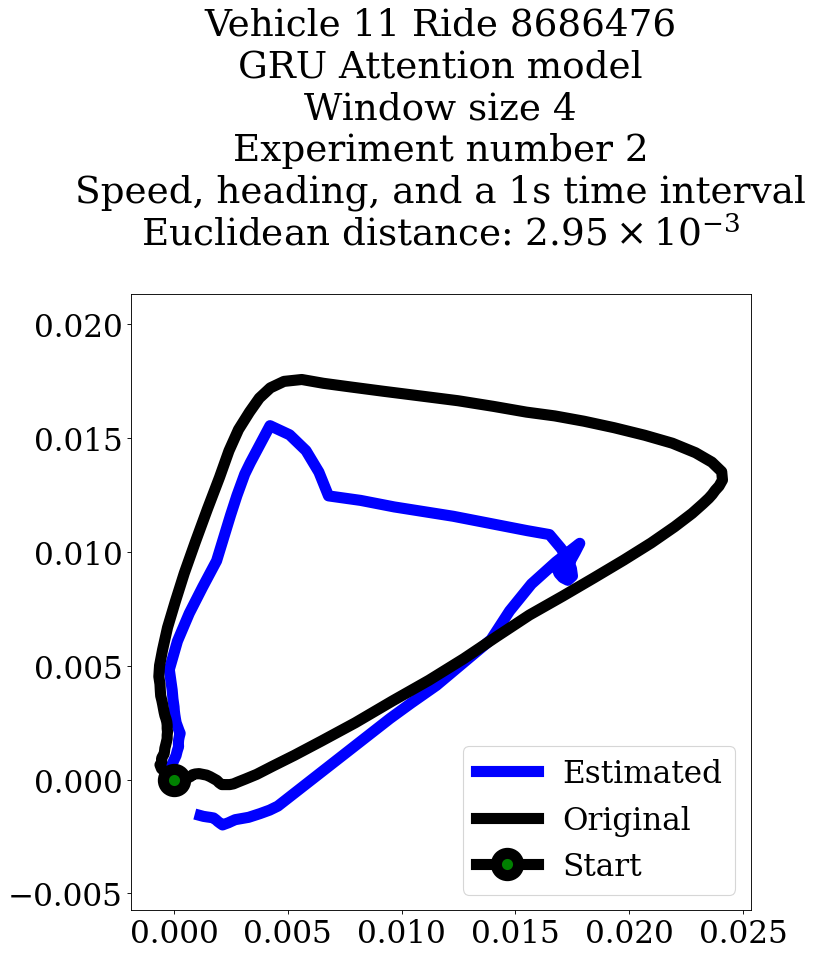 Vehicle 11 Ride 8686476
GRU Attention model
Window size 4
Experiment number 2
Speed, heading, and a 1s time interval
Euclidean distance: 2.95 × 10⁻³
0.020
0.015
0.010
0.005
0.000
−0.005
0.000 0.005 0.010 0.015 0.020 0.025
Estimated
Original
Start